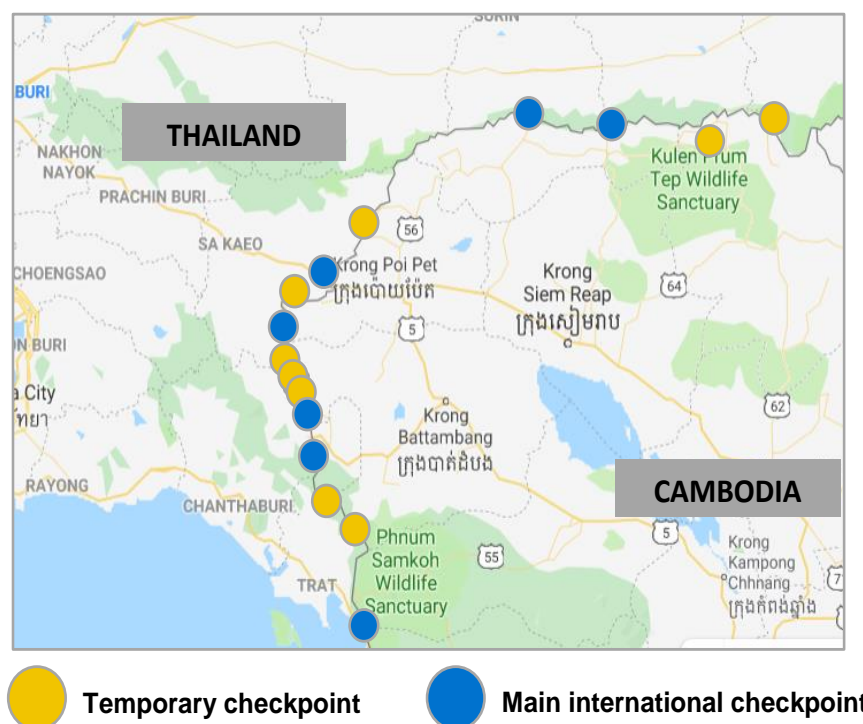 SURIN
BURI
THAILAND
NAKHON
NAYOK
PRACHIN BURI
Kulen Prum
Tep Wildlife
Sanctuary
56
SA KAEO
CHOENGSAO
Krong Poi Pet
ក្រុងប៉ោយប៉ែត
Krong
Siem Reap
ក្រុងសៀមរាប
64
5
ON BURI
a City
ัทยา
62
Krong
Battambang
ក្រុងបាត់ដំបង
RAYONG
CHANTHABURI
CAMBODIA
5
Phnum
Samkoh
Wildlife
Sanctuary
55
Krong
Kampong
Chhnang
ក្រុងកំពង់ឆ្នាំង
TRAT
Temporary checkpoint
Main international checkpoint